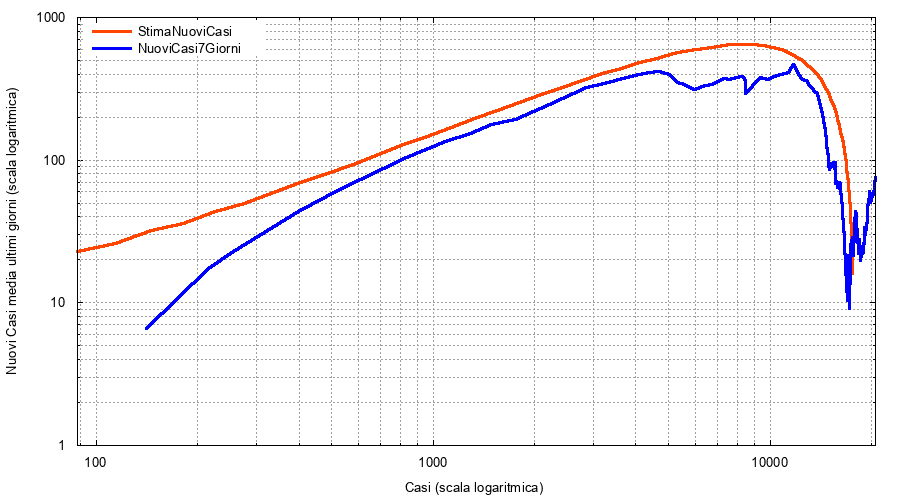 1000
StimaNuoviCasi
NuoviCasi7Giorni
100
10
1
Nuovi Casi media ultimi giorni (scala logaritmica)
100
1000
10000
Casi (scala logaritmica)